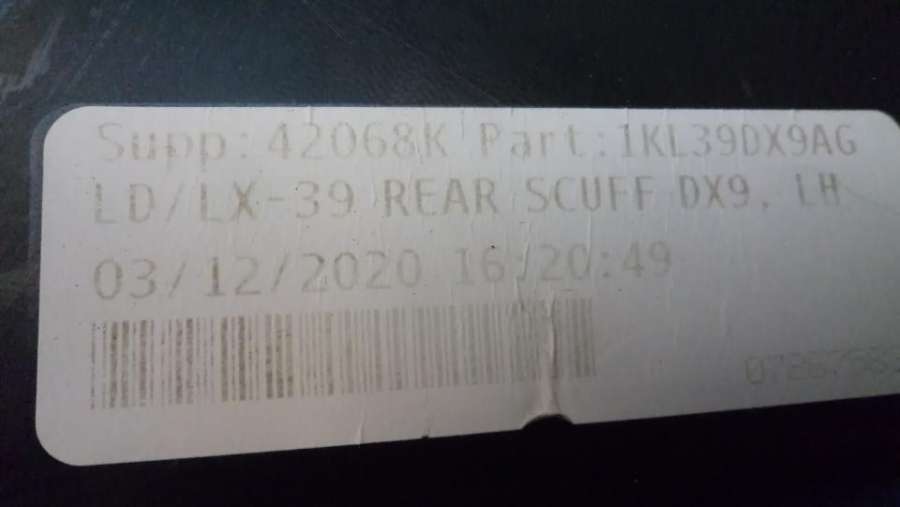 Supp: 42068K Part: 1KL39DX9AG
LD/LX-39 REAR SCUFF DX9, LH
03/12/2020 16:20:49